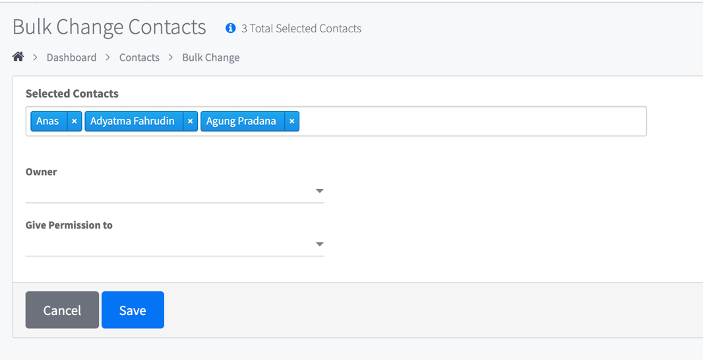 Bulk Change Contacts 3 Total Selected Contacts
> Dashboard > Contacts > Bulk Change
Selected Contacts
Anas × Adyatma Fahrudin × Agung Pradana ×
Owner
Give Permission to
Cancel Save